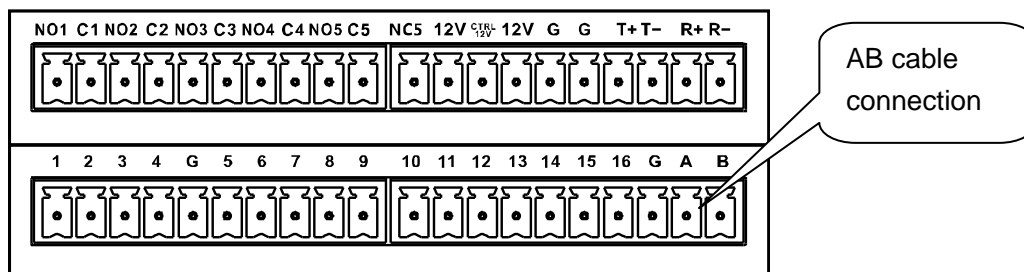 NO1 C1 NO2 C2 NO3 C3 NO4 C4 NO5 C5 NC5 12V CTRL 12V 12V G G T+ T- R+ R-
AB cable
connection
1 2 3 4 G 5 6 7 8 9 10 11 12 13 14 15 16 G A B